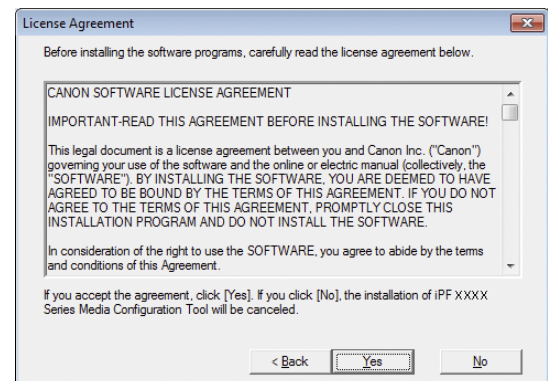 License Agreement
Before installing the software programs, carefully read the license agreement below.
CANON SOFTWARE LICENSE AGREEMENT
IMPORTANT-READ THIS AGREEMENT BEFORE INSTALLING THE SOFTWARE!
This legal document is a license agreement between you and Canon Inc. ("Canon")
governing your use of the software and the online or electric manual (collectively, the
"SOFTWARE"). BY INSTALLING THE SOFTWARE, YOU ARE DEEMED TO HAVE
AGREED TO BE BOUND BY THE TERMS OF THIS AGREEMENT. IF YOU DO NOT
AGREE TO THE TERMS OF THIS AGREEMENT, PROMPTLY CLOSE THIS
INSTALLATION PROGRAM AND DO NOT INSTALL THE SOFTWARE.
In consideration of the right to use the SOFTWARE, you agree to abide by the terms
and conditions of this Agreement.
If you accept the agreement, click [Yes]. If you click [No], the installation of iPF XXXX
Series Media Configuration Tool will be canceled.
< Back
Yes
No